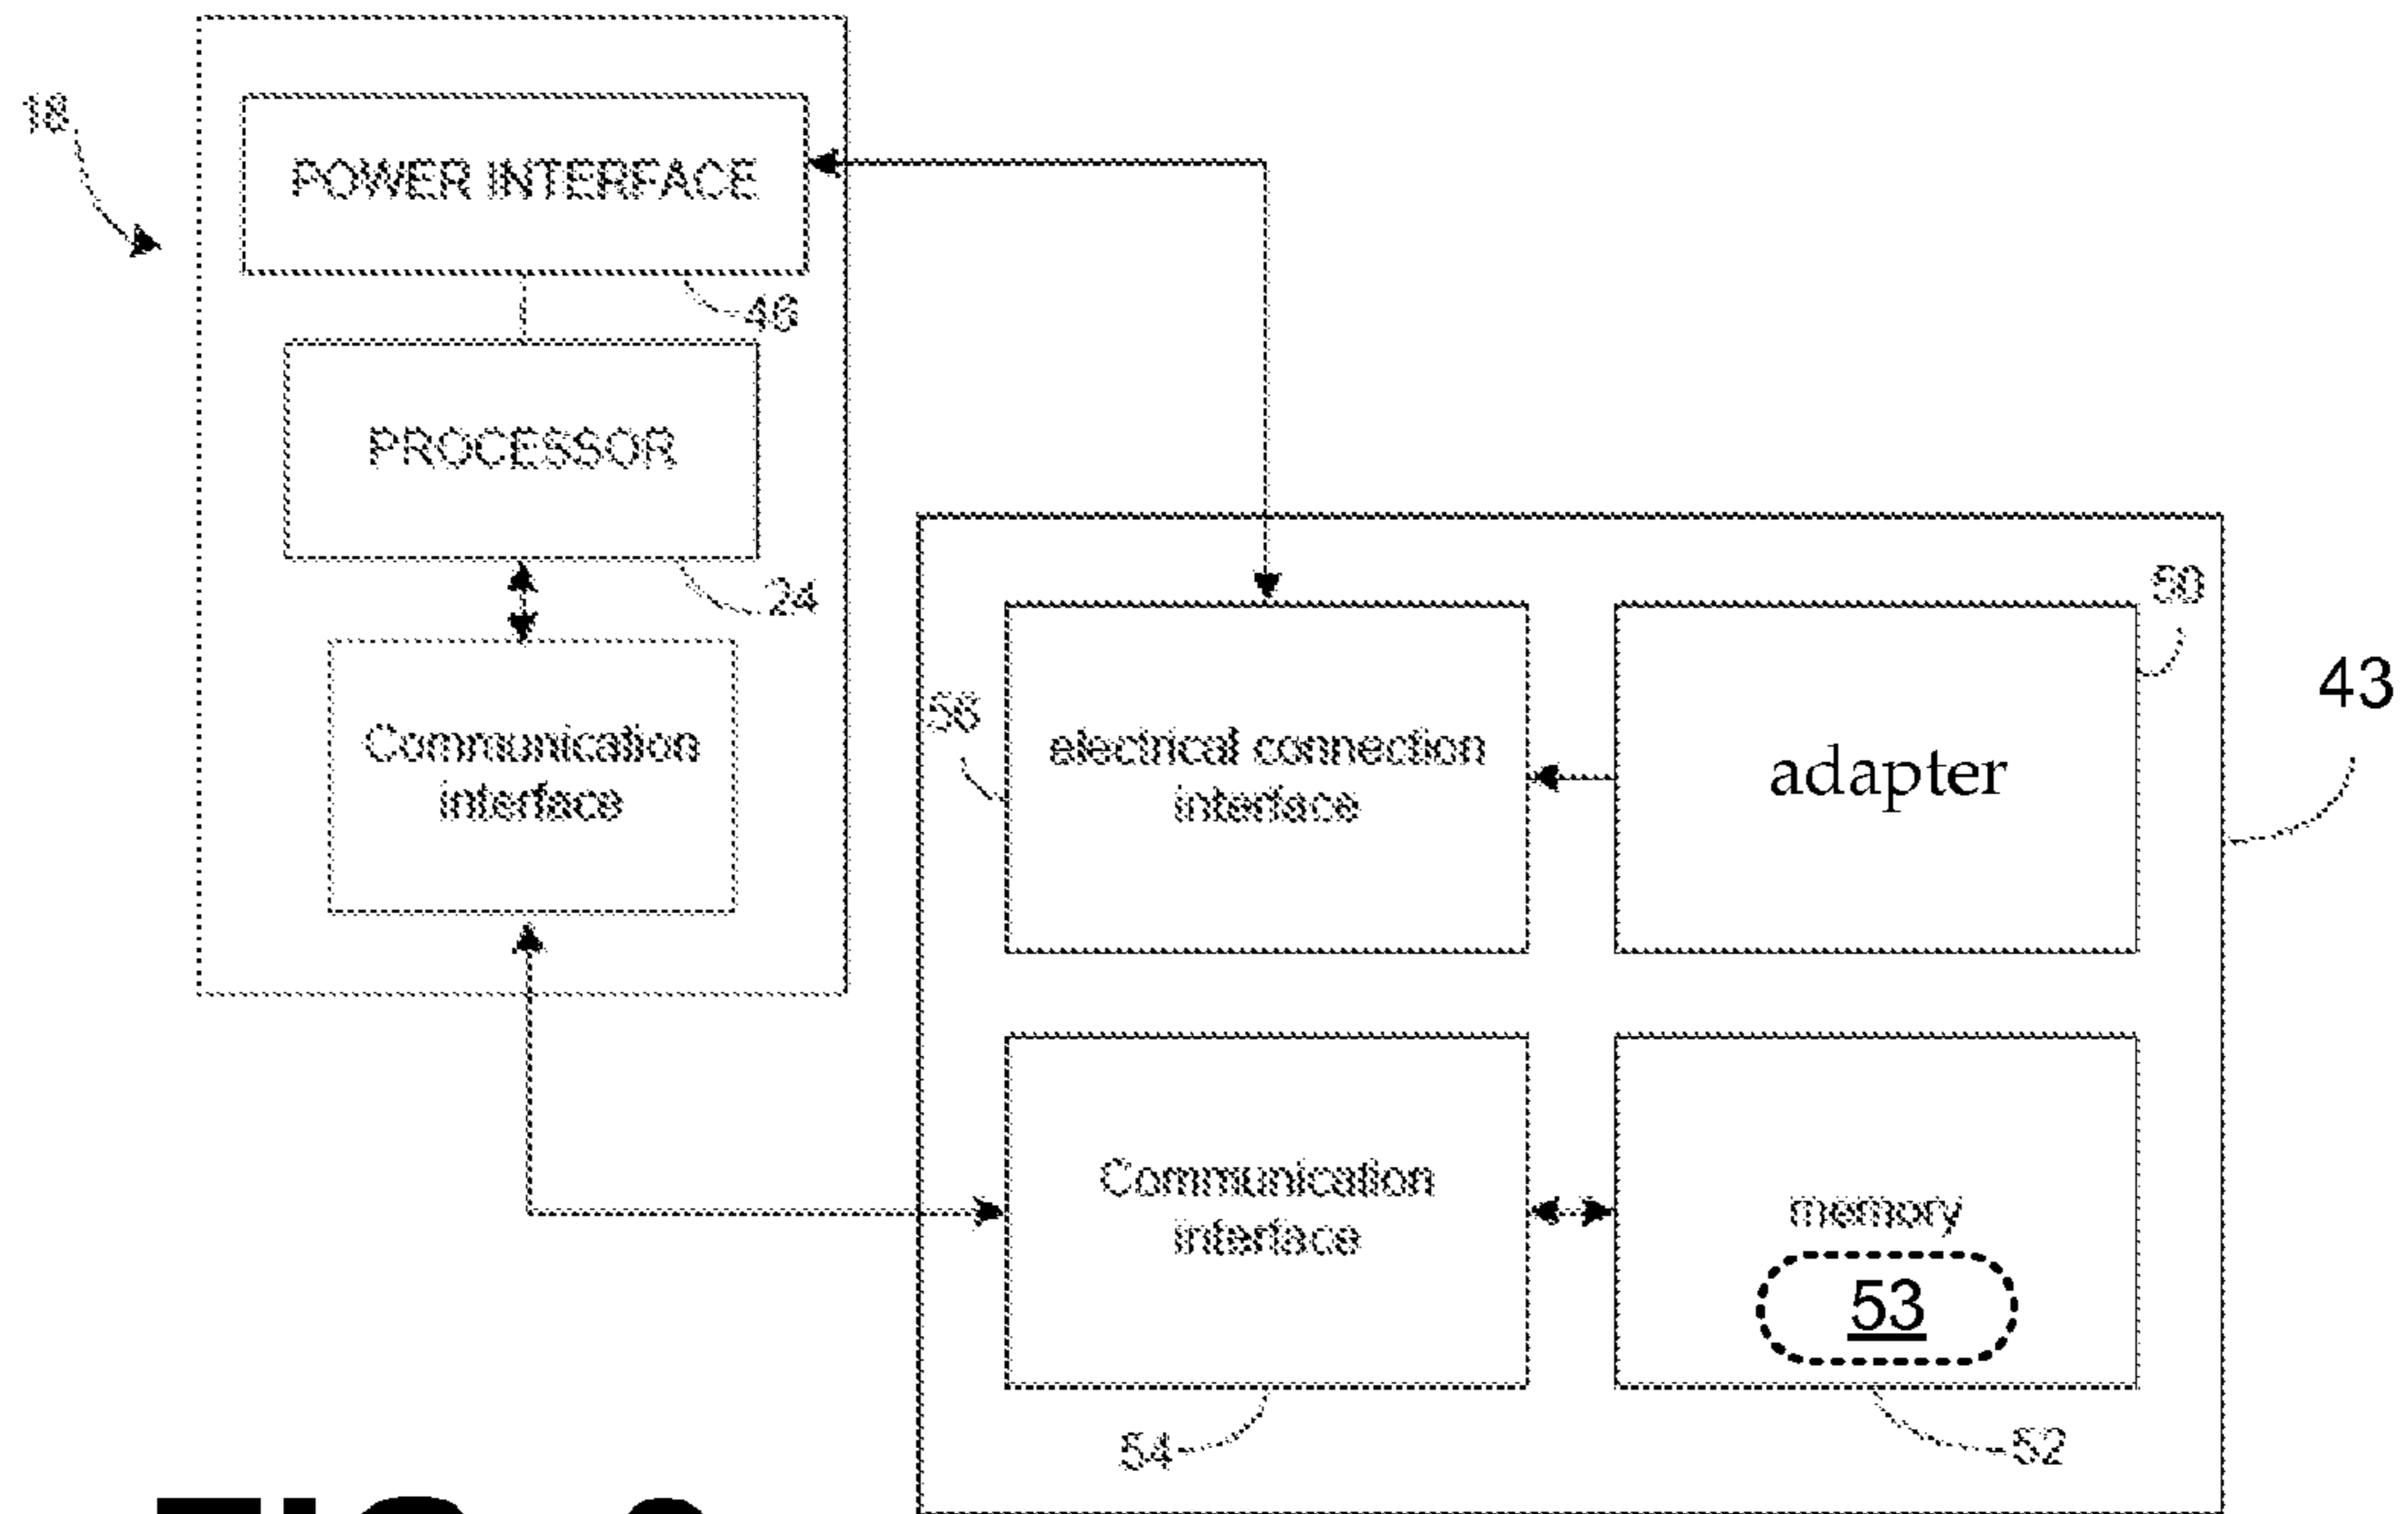 18
POWER INTERFACE
46
PROCESSOR
24
Communication
interface
50
43
56
electrical connection
interface
adapter
Communication
interface
memory
53
54
52